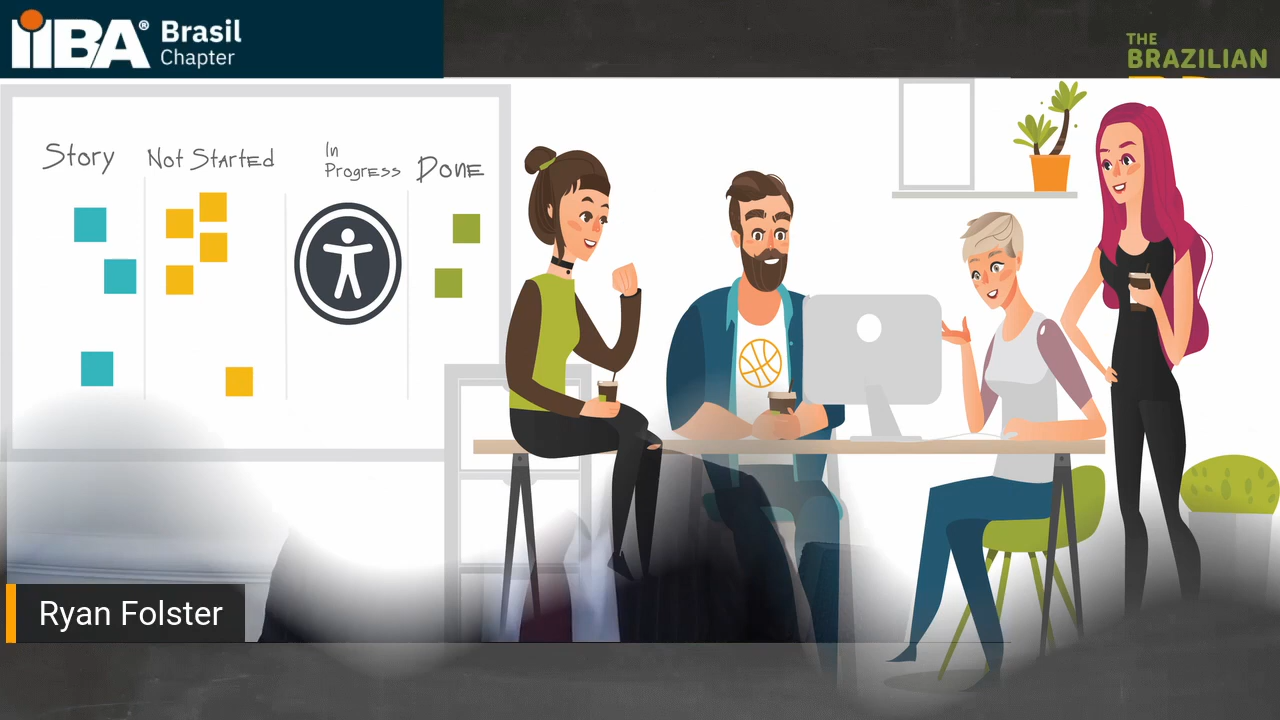 iiBA® Brasil
Chapter
THE
BRAZILIAN
Story
Not Started
In
Progress
Done
Ryan Folster